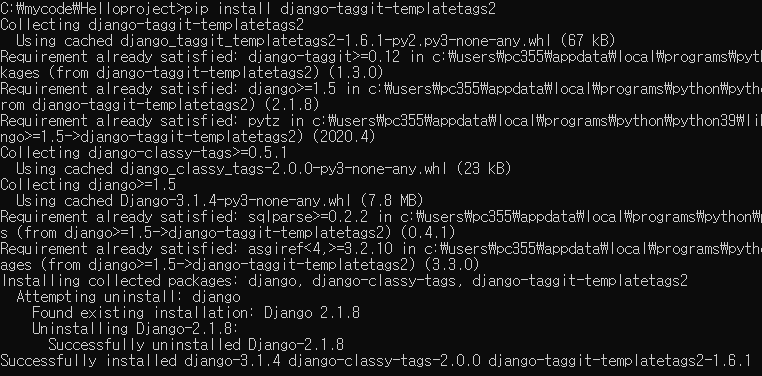 C:₩mycode₩Helloproject>pip install django-taggit-templatetags2
Collecting django-taggit-templatetags2
Using cached django_taggit_templatetags2-1.6.1-py2.py3-none-any.whl (67 kB)
Requirement already satisfied: django-taggit>=0.12 in c:₩users₩pc355₩appdata₩local₩programs₩pyt
kages (from django-taggit-templatetags2) (1.3.0)
Requirement already satisfied: django>=1.5 in c:₩users₩pc355₩appdata₩local₩programs₩python₩pyth
rom django-taggit-templatetags2) (2.1.8)
Requirement already satisfied: pytz in c:₩users₩pc355₩appdata₩local₩programs₩python₩python39₩li
ngo>=1.5->django-taggit-templatetags2) (2020.4)
Collecting django-classy-tags>=0.5.1
Using cached django_classy_tags-2.0.0-py3-none-any.whl (23 kB)
Collecting django>=1.5
Using cached Django-3.1.4-py3-none-any.whl (7.8 MB)
Requirement already satisfied: sqlparse>=0.2.2 in c:₩users₩pc355₩appdata₩local₩programs₩python₩
s (from django>=1.5->django-taggit-templatetags2) (0.4.1)
Requirement already satisfied: asgiref<4,>=3.2.10 in c:₩users₩pc355₩appdata₩local₩programs₩pyth
ages (from django>=1.5->django-taggit-templatetags2) (3.3.0)
Installing collected packages: django, django-classy-tags, django-taggit-templatetags2
Attempting uninstall: django
Found existing installation: Django 2.1.8
Uninstalling Django-2.1.8:
Successfully uninstalled Django-2.1.8
Successfully installed django-3.1.4 django-classy-tags-2.0.0 django-taggit-templatetags2-1.6.1